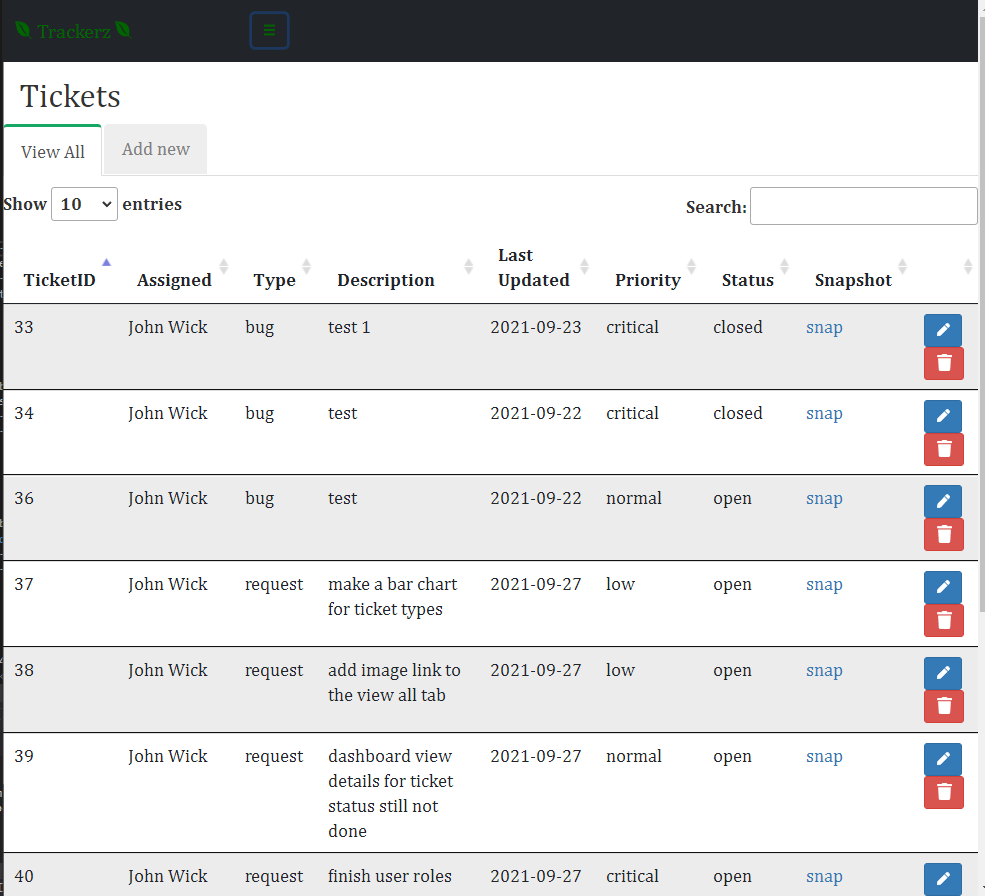 Trackerz
Tickets
View All Add new
Show 10 entries Search:
TicketID Assigned Type Description Last Updated Priority Status Snapshot
33 John Wick bug test 1 2021-09-23 critical closed snap
34 John Wick bug test 2021-09-22 critical closed snap
36 John Wick bug test 2021-09-22 normal open snap
37 John Wick request make a bar chart 2021-09-27 low open snap
for ticket types
38 John Wick request add image link to 2021-09-27 low open snap
the view all tab
39 John Wick request dashboard view 2021-09-27 normal open snap
details for ticket
status still not
done
40 John Wick request finish user roles 2021-09-27 critical open snap